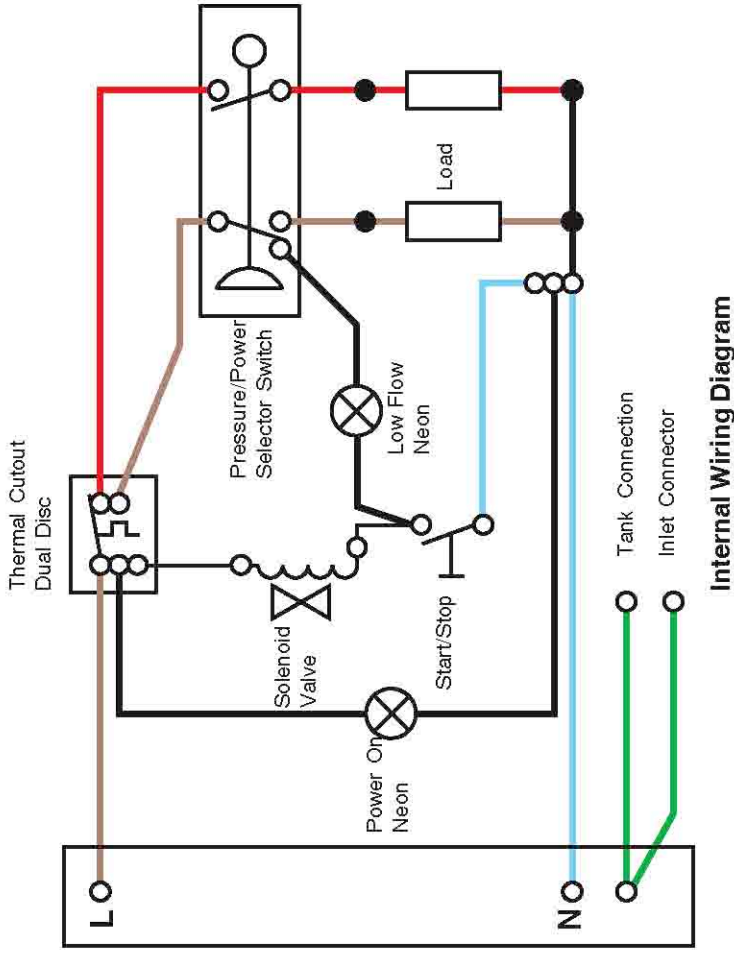 Thermal Cutout
Dual Disc
Pressure/Power
Selector Switch
Load
Low Flow
Neon
Solenoid
Valve
Start/Stop
Power On
Neon
L
N
Tank Connection
Inlet Connector
Internal Wiring Diagram